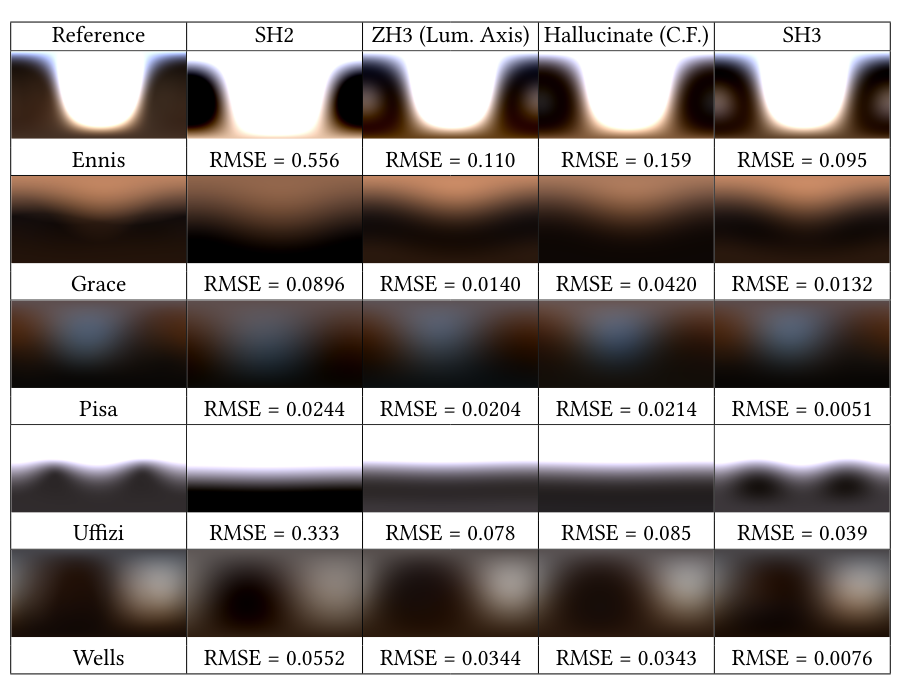 Reference SH2 ZH3 (Lum. Axis) Hallucinate (C.F.) SH3
Ennis RMSE = 0.556 RMSE = 0.110 RMSE = 0.159 RMSE = 0.095
Grace RMSE = 0.0896 RMSE = 0.0140 RMSE = 0.0420 RMSE = 0.0132
Pisa RMSE = 0.0244 RMSE = 0.0204 RMSE = 0.0214 RMSE = 0.0051
Uffizi RMSE = 0.333 RMSE = 0.078 RMSE = 0.085 RMSE = 0.039
Wells RMSE = 0.0552 RMSE = 0.0344 RMSE = 0.0343 RMSE = 0.0076